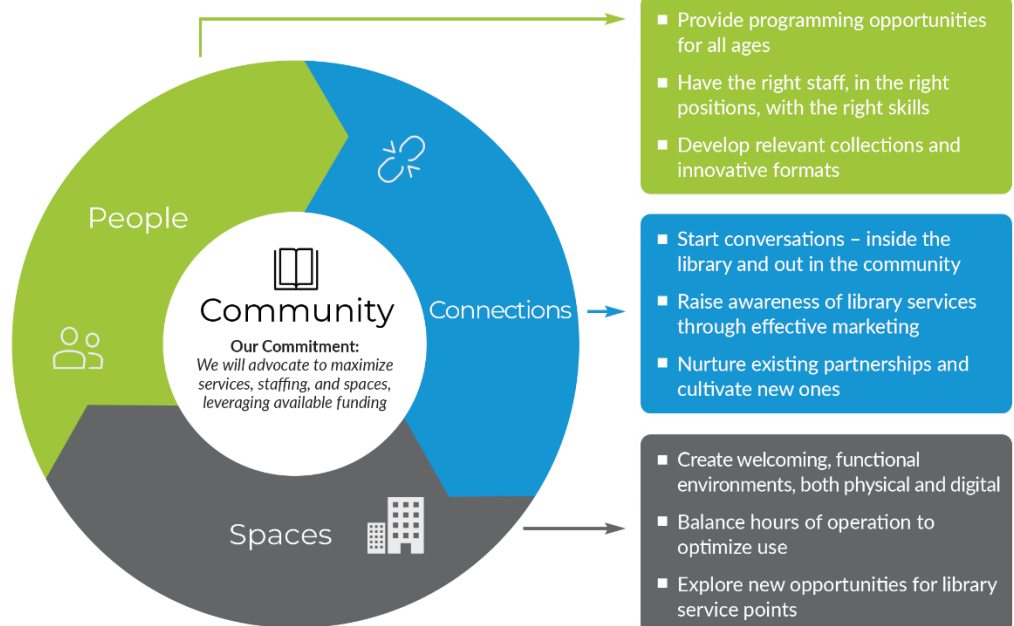 People
Community
Our Commitment:
We will advocate to maximize
services, staffing, and spaces,
leveraging available funding
Connections
Spaces
▪ Provide programming opportunities
for all ages
▪ Have the right staff, in the right
positions, with the right skills
▪ Develop relevant collections and
innovative formats
▪ Start conversations – inside the
library and out in the community
▪ Raise awareness of library services
through effective marketing
▪ Nurture existing partnerships and
cultivate new ones
▪ Create welcoming, functional
environments, both physical and digital
▪ Balance hours of operation to
optimize use
▪ Explore new opportunities for library
service points